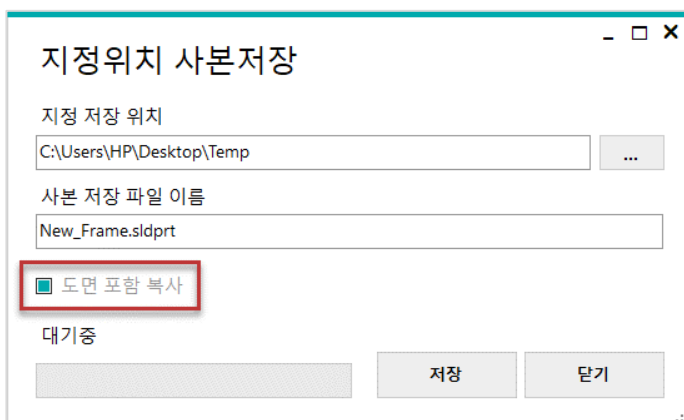 지정위치 사본저장
지정 저장 위치
C:\Users\HP\Desktop\Temp
...
사본 저장 파일 이름
New_Frame.sldprt
도면 포함 복사
대기중
저장
닫기